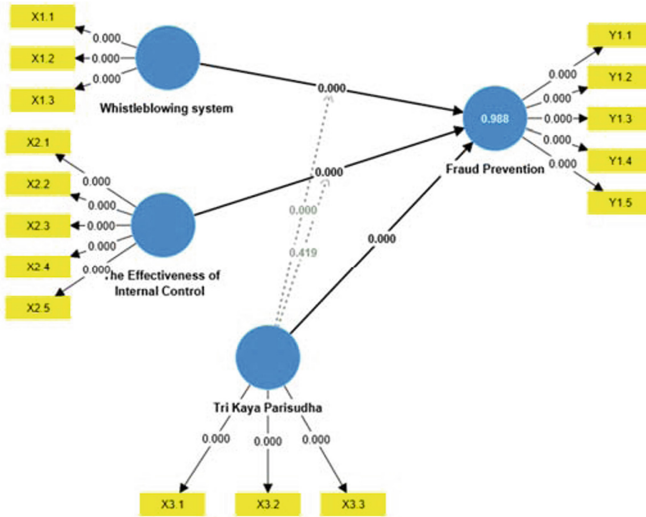 X1.1
0.000
X1.2
0.000
X1.3
0.000
Whistleblowing system
X2.1
0.000
X2.2
0.000
X2.3
0.000
X2.4
0.000
X2.5
0.000
he Effectiveness of
Internal Control
0.000
0.000
0.000
0.419
0.000
0.988
Fraud Prevention
Y1.1
0.000
Y1.2
0.000
Y1.3
0.000
Y1.4
0.000
Y1.5
0.000
Tri Kaya Parisudha
0.000
0.000
0.000
X3.1
X3.2
X3.3